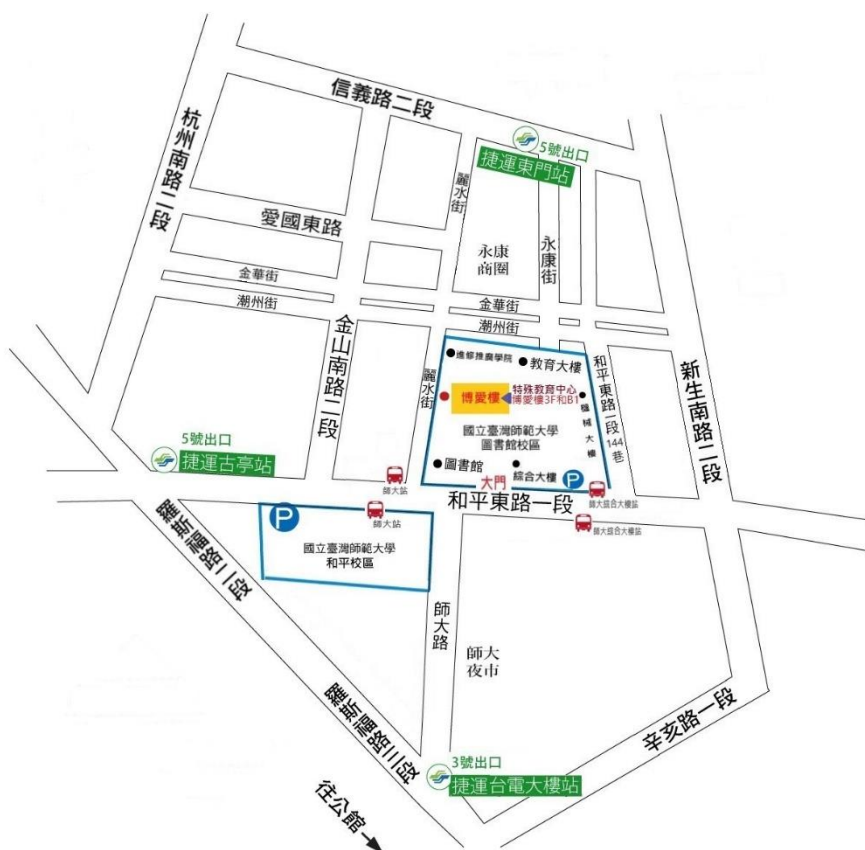 信義路二段
杭州南路二段
5號出口
捷運東門站
麗水街
愛國東路
永康
商圈
永康街
金華街
潮州街
金華街
潮州街
金山南路二段
麗水街
進修推廣學院
教育大樓
和平東路一段144巷
新生南路二段
博愛樓
特殊教育中心
博愛樓3F和B1
機械大樓
國立臺灣師範大學
圖書館校區
5號出口
捷運古亭站
圖書館
綜合大樓
大門
P
師大站
和平東路一段
師大綜合大樓站
P
師大站
師大綜合大樓站
國立臺灣師範大學
和平校區
羅斯福路二段
師大路
師大
夜市
羅斯福路三段
辛亥路一段
3號出口
捷運台電大樓站
往公館